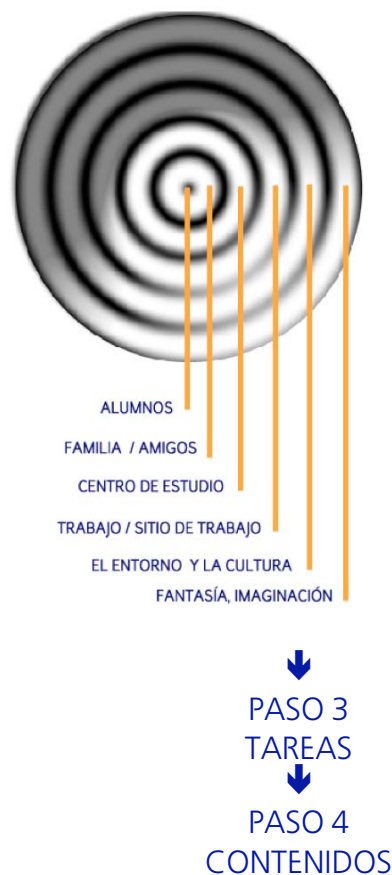 ALUMNOS
FAMILIA / AMIGOS
CENTRO DE ESTUDIO
TRABAJO / SITIO DE TRABAJO
EL ENTORNO Y LA CULTURA
FANTASÍA, IMAGINACIÓN
PASO 3
TAREAS
PASO 4
CONTENIDOS